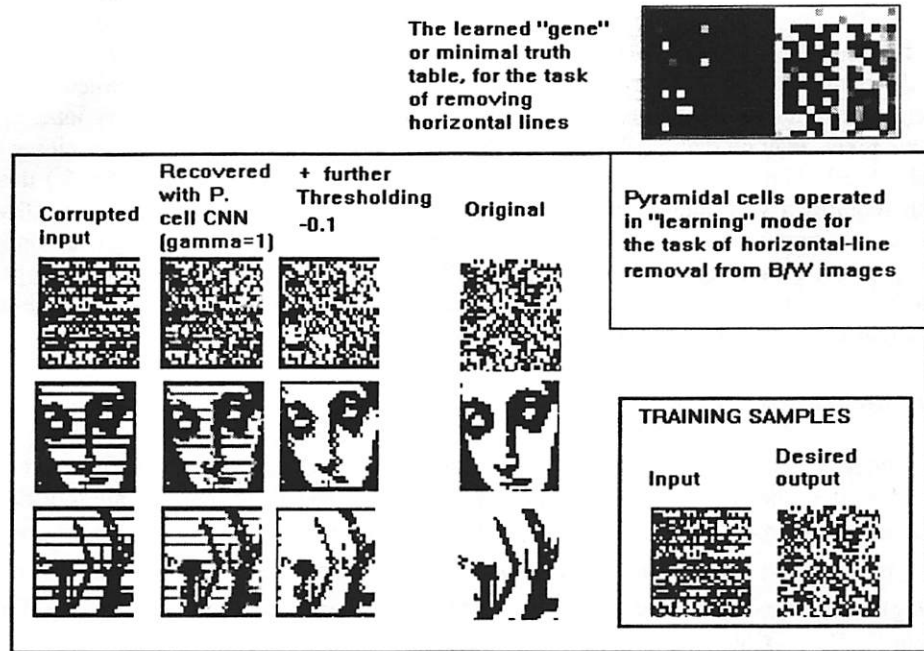 The learned "gene"
or minimal truth
table, for the task
of removing
horizontal lines
Corrupted
input
Recovered
with P.
cell CNN
(gamma=1)
+ further
Thresholding
-0.1
Original
Pyramidal cells operated
in "learning" mode for
the task of horizontal-line
removal from B/W images
TRAINING SAMPLES
Input
Desired
output